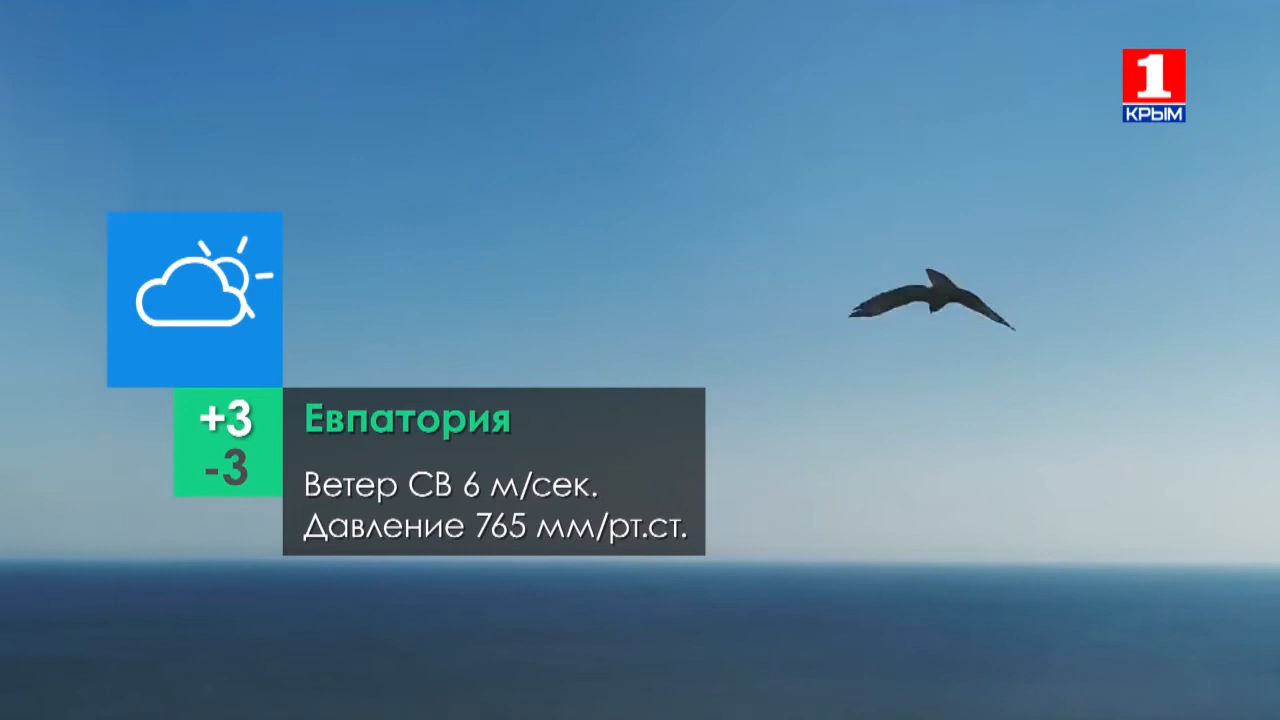 1
КРЫМ
+3
-3
Евпатория
Ветер СВ 6 м/сек.
Давление 765 мм/рт.ст.